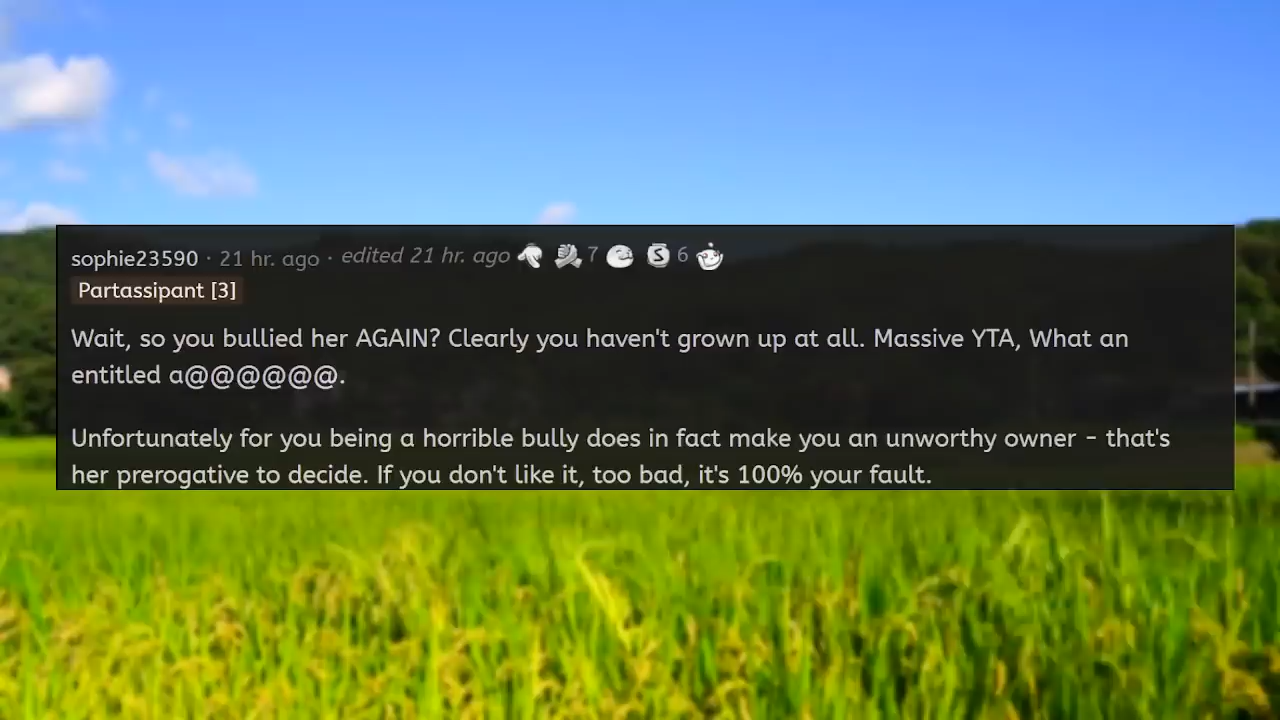 sophie23590 · 21 hr. ago · edited 21 hr. ago 7 6
Partassipant [3]
Wait, so you bullied her AGAIN? Clearly you haven't grown up at all. Massive YTA, What an
entitled a@@@@@@.
Unfortunately for you being a horrible bully does in fact make you an unworthy owner - that's
her prerogative to decide. If you don't like it, too bad, it's 100% your fault.